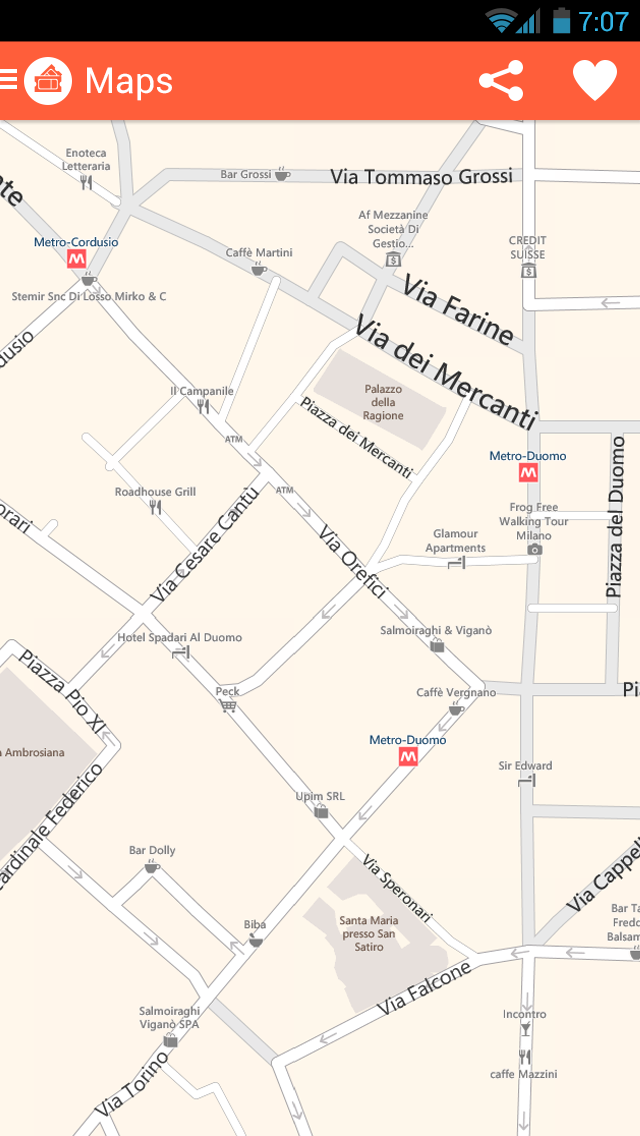 7:07
Maps
Enoteca
Letteraria
Bar Grossi
Via Tommaso Grossi
nte
Af Mezzanine
Società Di
Gestio...
Metro-Cordusio
Caffè Martini
CREDIT
SUISSE
Stemir Snc Di Losso Mirko & C
Via Farine
dusio
Via dei Mercanti
Il Campanile
Palazzo
della
Ragione
Piazza dei Mercanti
ATM
Metro-Duomo
Piazza del Duomo
Roadhouse Grill
ATM
Frog Free
Walking Tour
Milano
orari
Via Cesare Cantù
Via Orefici
Glamour
Apartments
Hotel Spadari Al Duomo
Salmoiraghi & Viganò
Piazza Pio XI
Peck
Caffè Vergnano
Pi
Metro-Duomo
a Ambrosiana
Sir Edward
Cardinale Federico
Upim SRL
Bar Dolly
Via Speronari
Via Cappell
Biba
Santa Maria
presso San
Satiro
Bar Ta
Fredd
Balsam
Via Falcone
Salmoiraghi
Viganò SPA
Incontro
Via Torino
caffe Mazzini